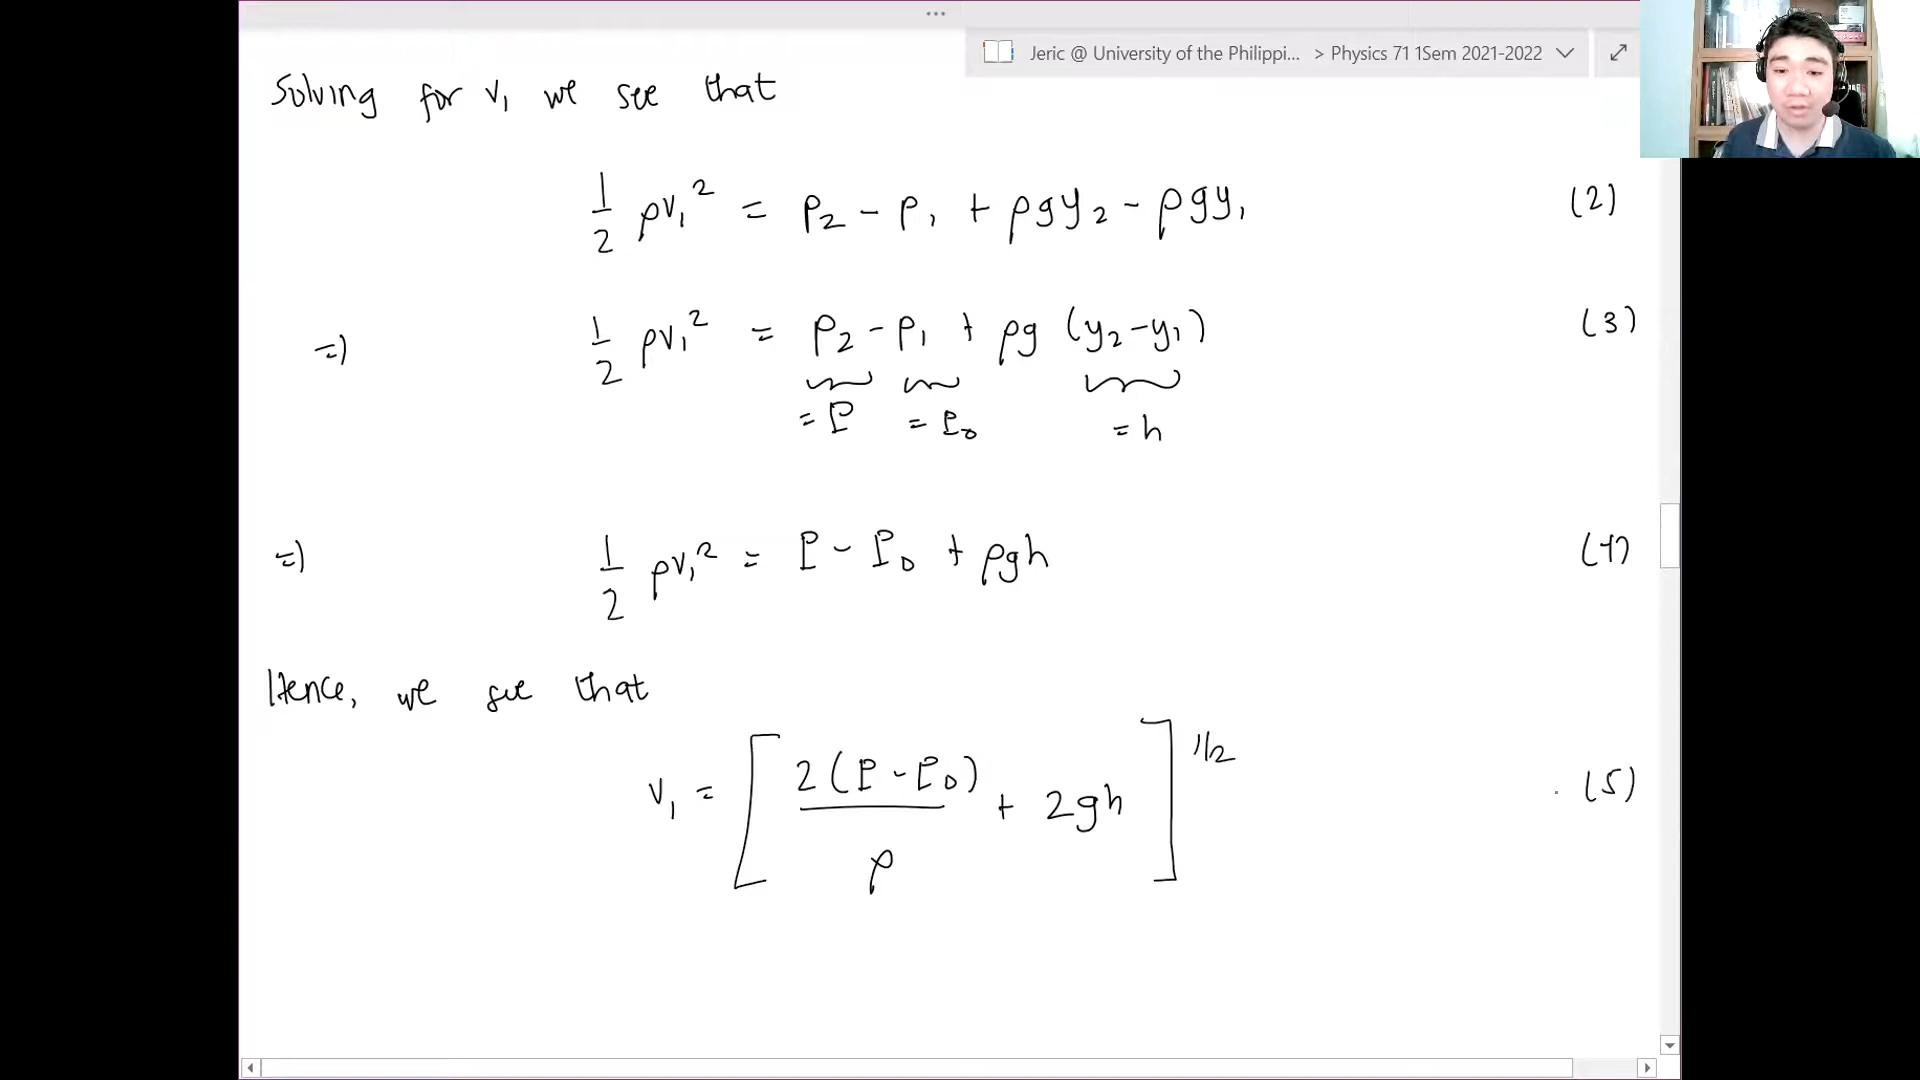 ...
Jeric @ University of the Philippi... > Physics 71 1Sem 2021-2022
Solving for v₁ we see that
1/2 ρv₁² = p₂ - p₁ + ρgy₂ - ρgy₁ (2)
=) 1/2 ρv₁² = p₂ - p₁ + ρg (y₂-y₁) (3)
= P = P₀ = h
=) 1/2 ρv₁² = P - P₀ + ρgh (4)
Hence, we see that
v₁ = [ 2(P-P₀)/ρ + 2gh ]^1/2 . (5)